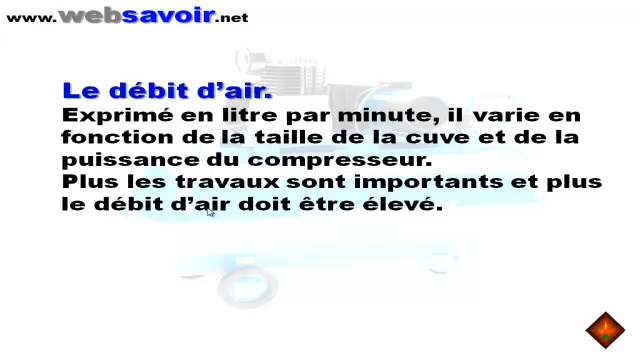 www.websavoir.net
Le débit d'air.
Exprimé en litre par minute, il varie en
fonction de la taille de la cuve et de la
puissance du compresseur.
Plus les travaux sont importants et plus
le débit d'air doit être élevé.